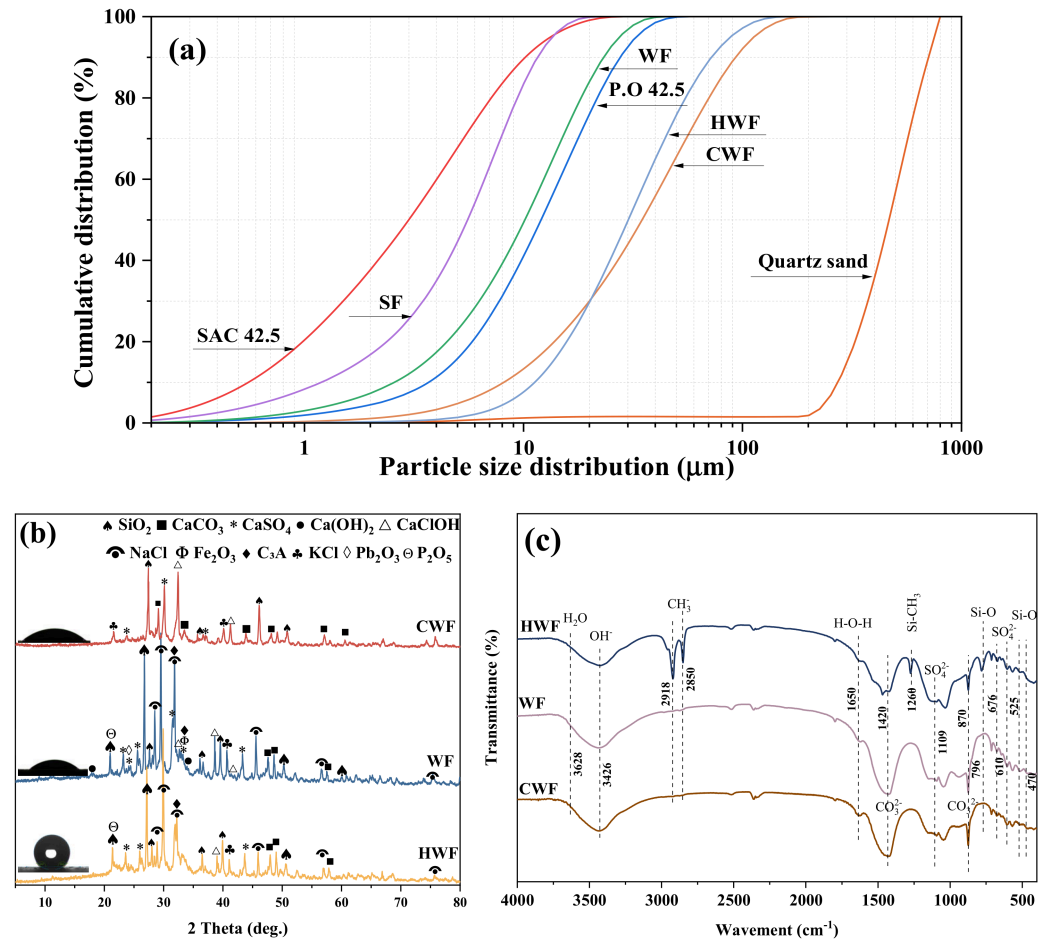 (a)
100
80
60
40
20
0
Cumulative distribution (%)
WF
P.O 42.5
HWF
CWF
Quartz sand
SF
SAC 42.5
1
10
100
1000
Particle size distribution (μm)
(b)
♠ SiO₂ ■ CaCO₃ * CaSO₄ ● Ca(OH)₂ △ CaClOH
NaCl Φ Fe₂O₃ ♦ C₃A ♣ KCl ◊ Pb₂O₃ Θ P₂O₅
CWF
WF
HWF
10 20 30 40 50 60 70 80
2 Theta (deg.)
(c)
Transmittance (%)
HWF
WF
CWF
H₂O
OH⁻
CH₃⁻
H-O-H
Si-CH₃
SO₄²⁻
Si-O
SO₄²⁻
Si-O
3628
3426
2918
2850
1650
1420
1260
1109
870
796
676
610
525
470
CO₃²⁻
CO₃²⁻
4000 3500 3000 2500 2000 1500 1000 500
Wavement (cm⁻¹)